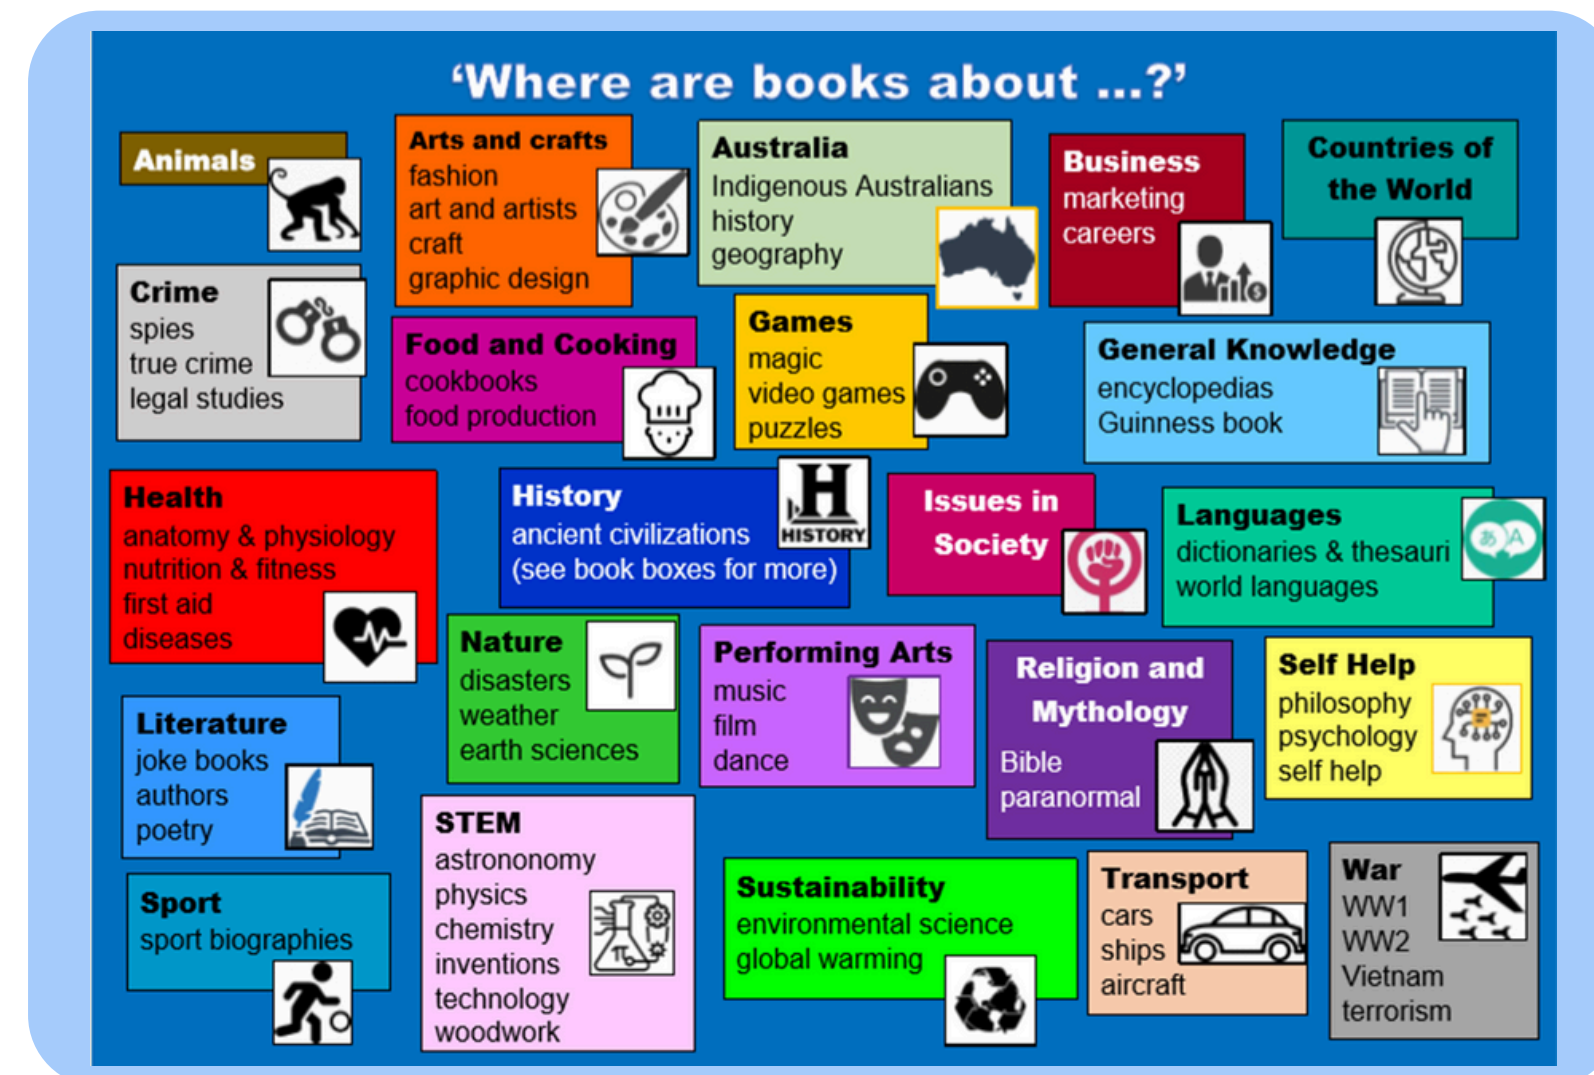 ‘Where are books about ...?’
Animals
Arts and crafts
fashion
art and artists
craft
graphic design
Australia
Indigenous Australians
history
geography
Business
marketing
careers
Countries of
the World
Crime
spies
true crime
legal studies
Food and Cooking
cookbooks
food production
Games
magic
video games
puzzles
General Knowledge
encyclopedias
Guinness book
Health
anatomy & physiology
nutrition & fitness
first aid
diseases
History
ancient civilizations
(see book boxes for more)
H
HISTORY
Issues in
Society
Languages
dictionaries & thesauri
world languages
あ A
Nature
disasters
weather
earth sciences
Performing Arts
music
film
dance
Religion and
Mythology
Bible
paranormal
Self Help
philosophy
psychology
self help
Literature
joke books
authors
poetry
STEM
astrononomy
physics
chemistry
inventions
technology
woodwork
π
Sport
sport biographies
Sustainability
environmental science
global warming
Transport
cars
ships
aircraft
War
WW1
WW2
Vietnam
terrorism